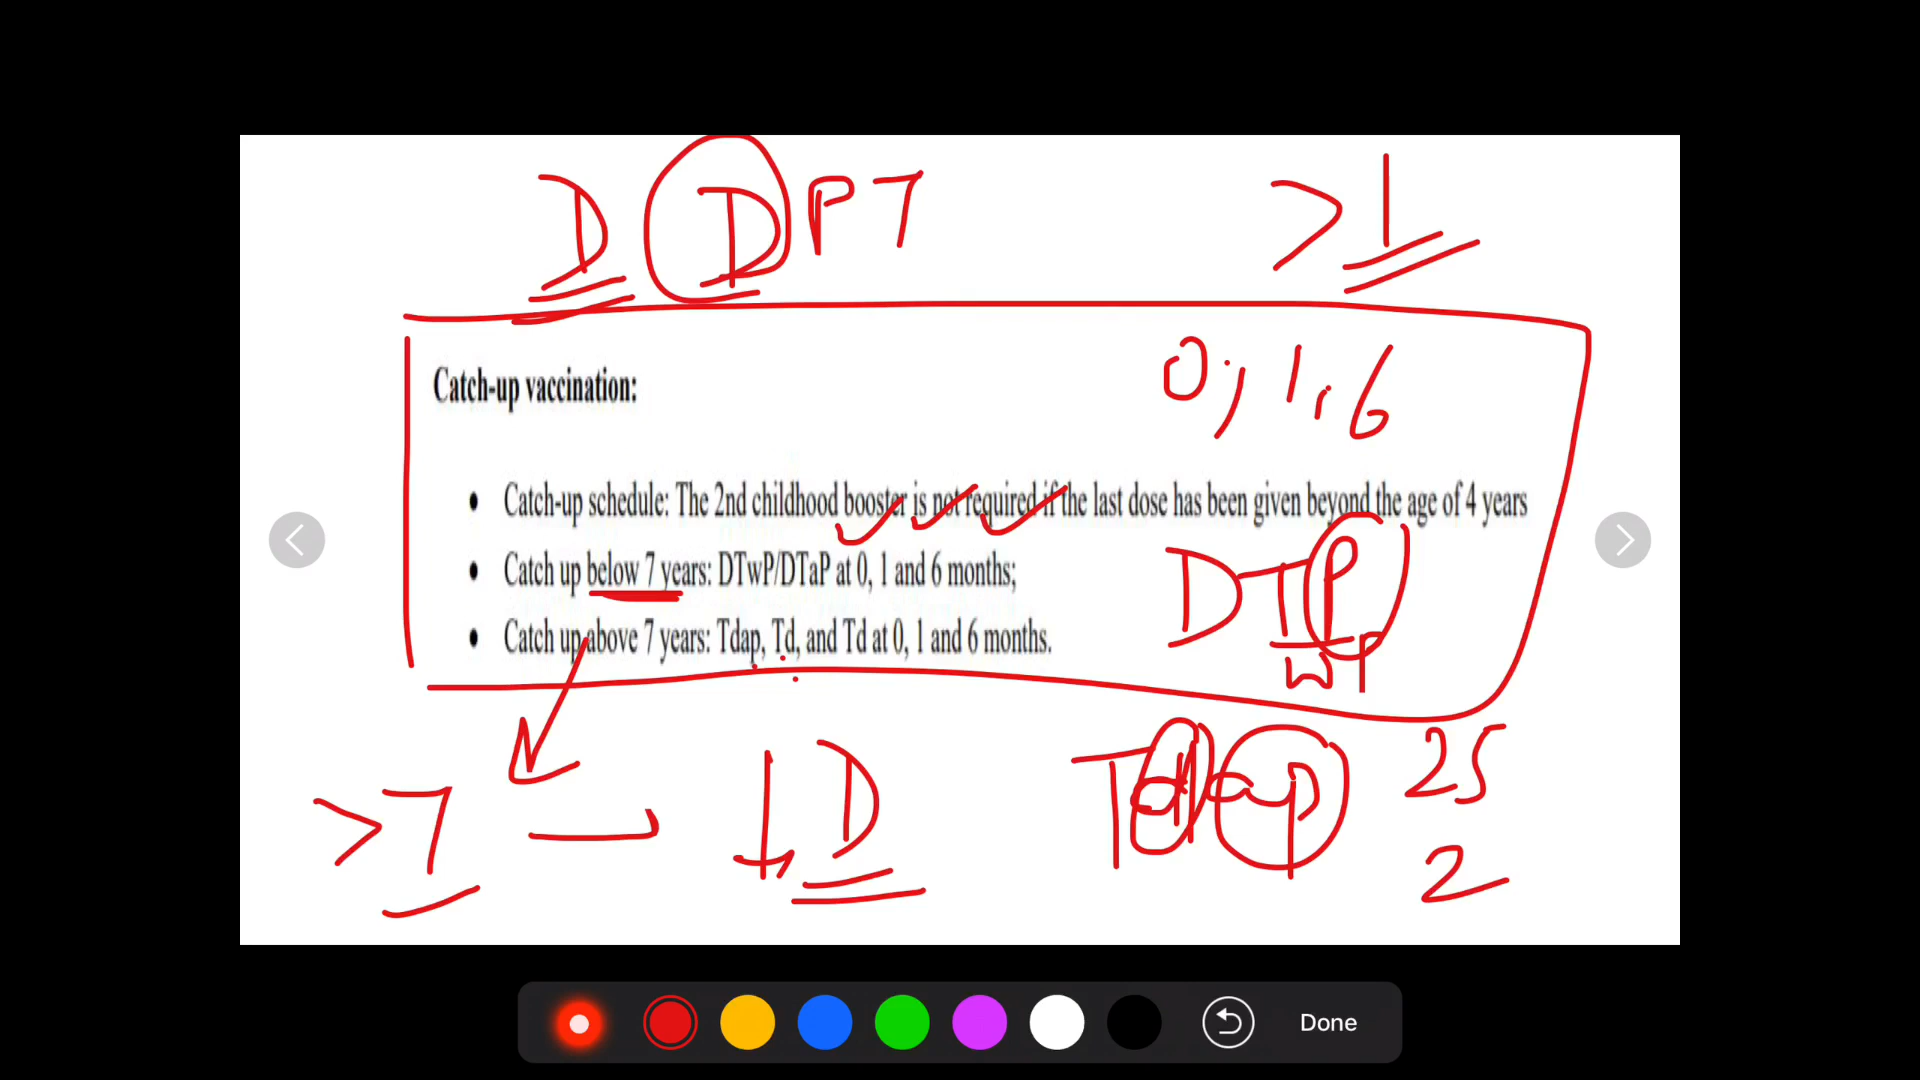 D DPT >1
0, 1, 6
Catch-up vaccination:
• Catch-up schedule: The 2nd childhood booster is not required if the last dose has been given beyond the age of 4 years
• Catch up below 7 years: DTwP/DTaP at 0, 1 and 6 months;
• Catch up above 7 years: Tdap, Td, and Td at 0, 1 and 6 months.
DTP
wP
>7 D Tdap 25
2
Done